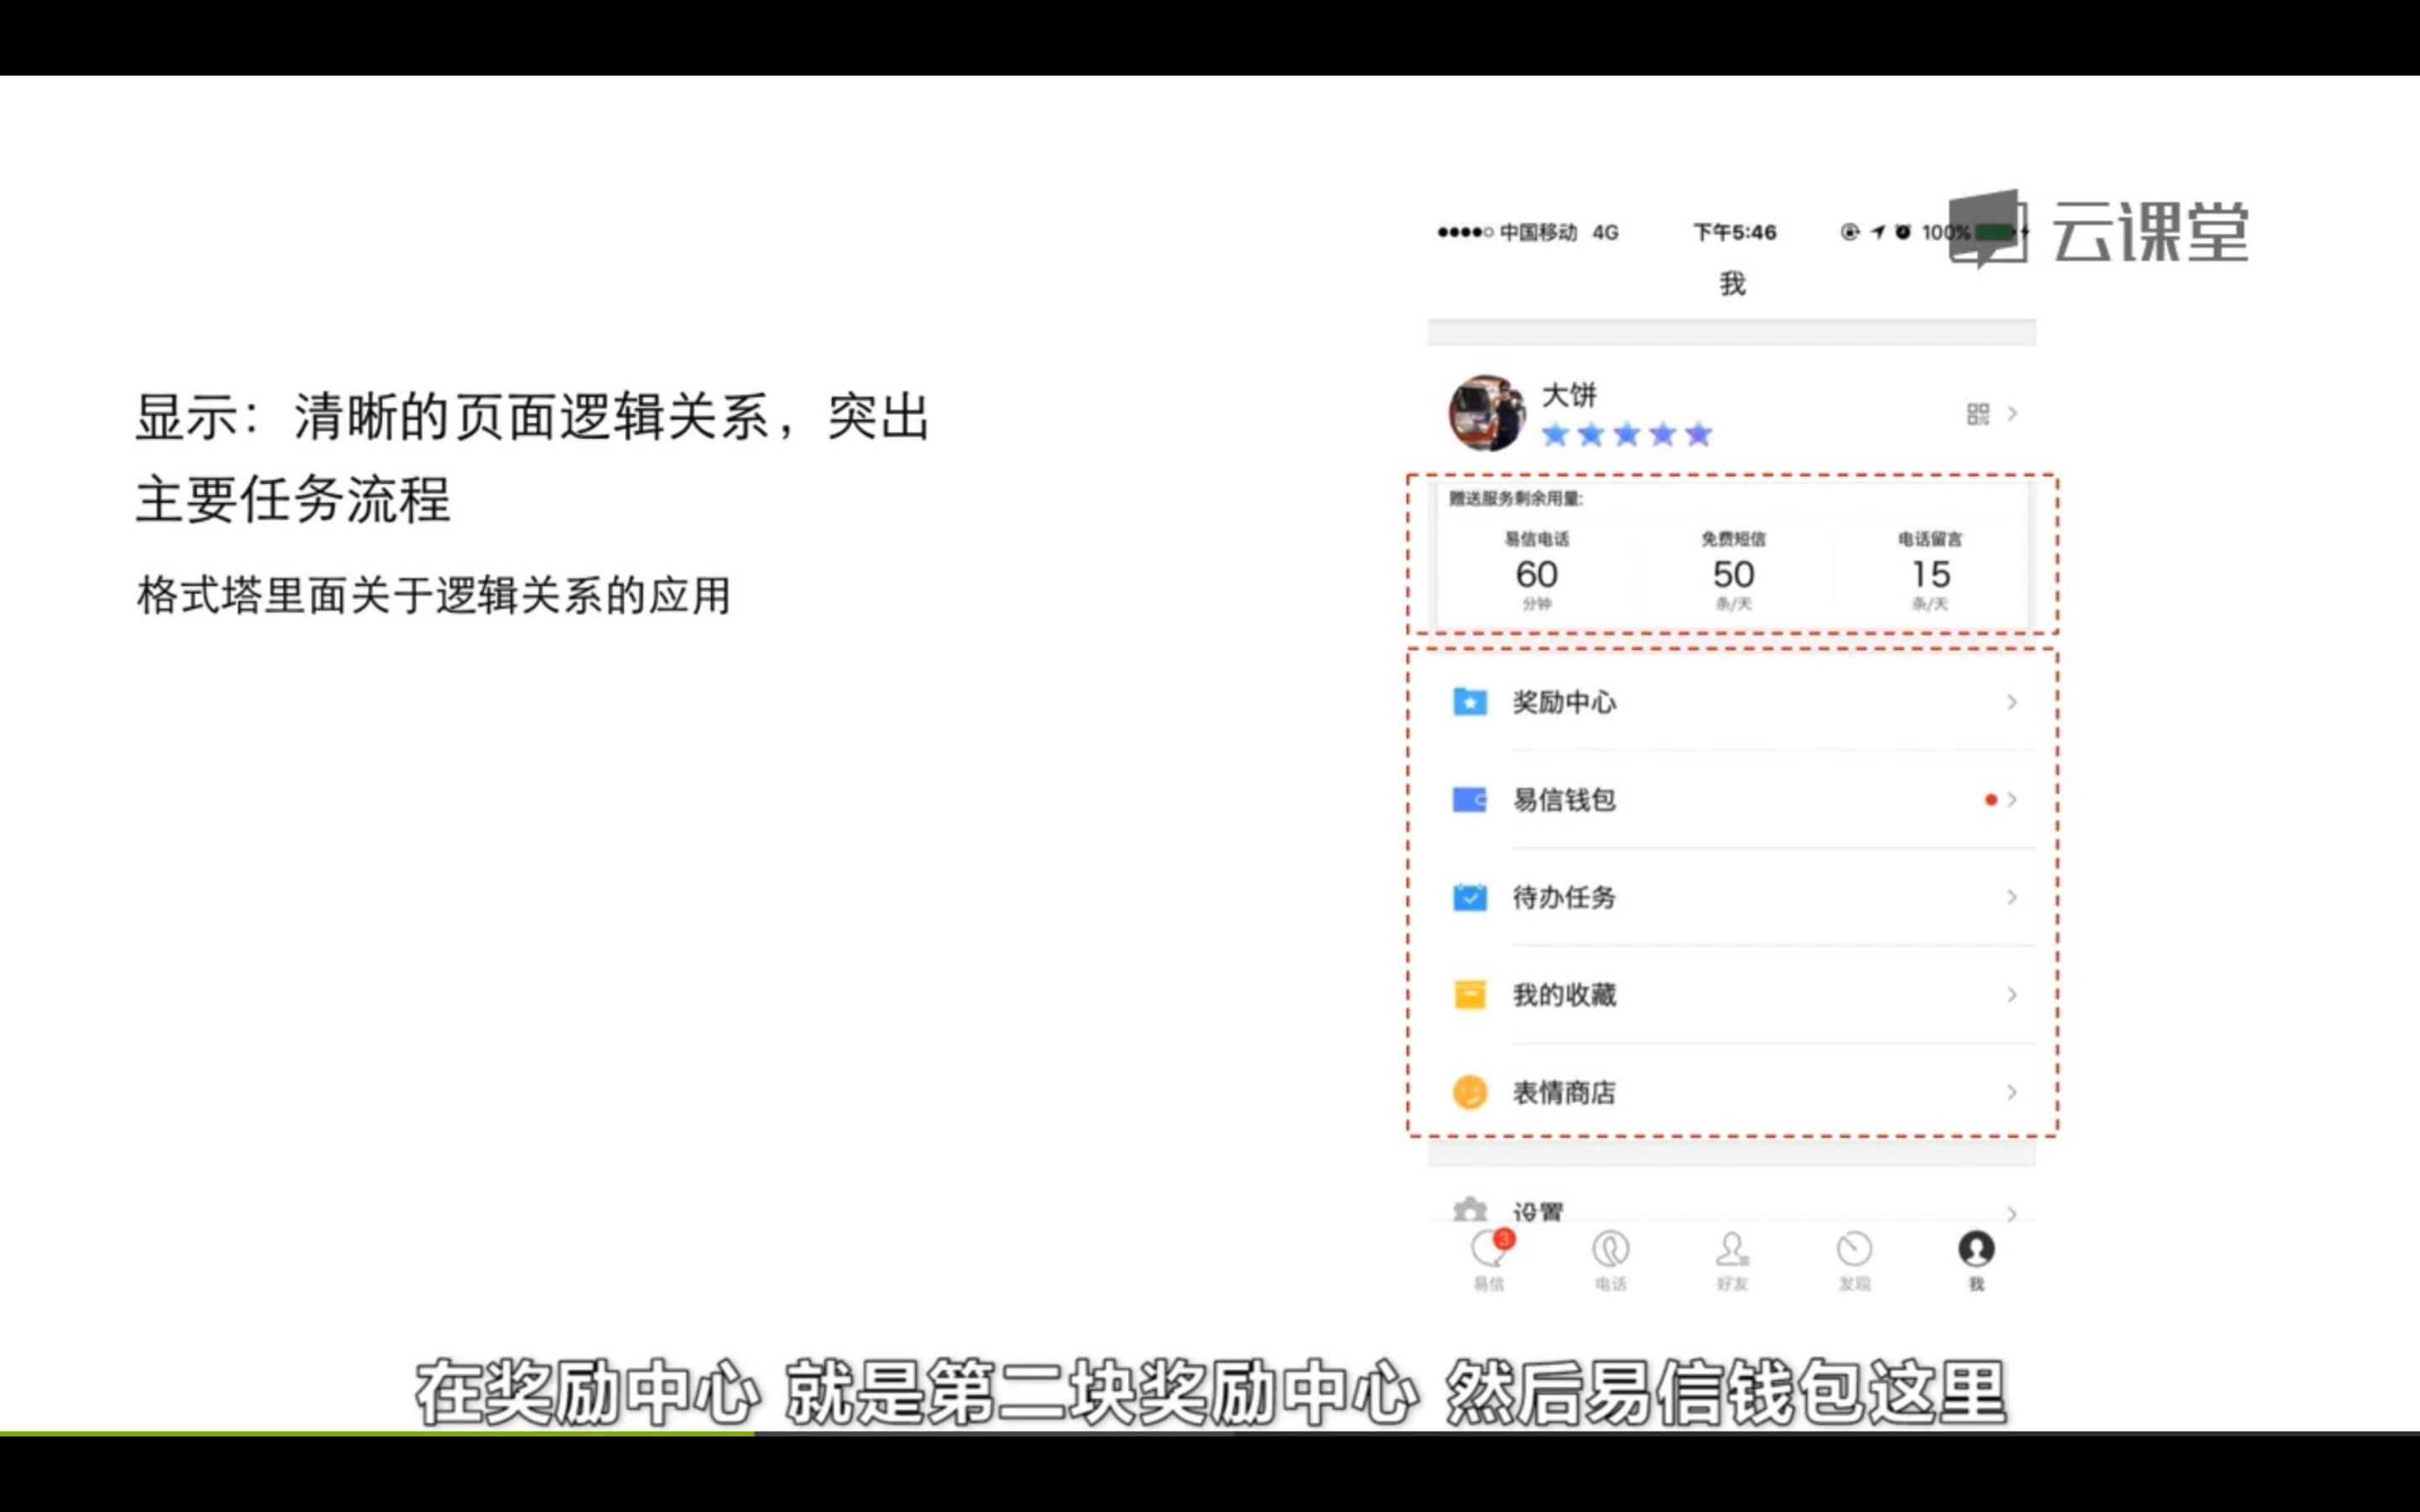 云课堂
中国移动 4G 下午5:46 100%
我
显示：清晰的页面逻辑关系，突出
主要任务流程
格式塔里面关于逻辑关系的应用
大饼
赠送服务剩余用量:
易信电话 免费短信 电话留言
60 50 15
分钟 条/天 条/天
奖励中心
易信钱包
待办任务
我的收藏
表情商店
设置
3
易信 电话 好友 发现 我
在奖励中心 就是第二块奖励中心 然后易信钱包这里